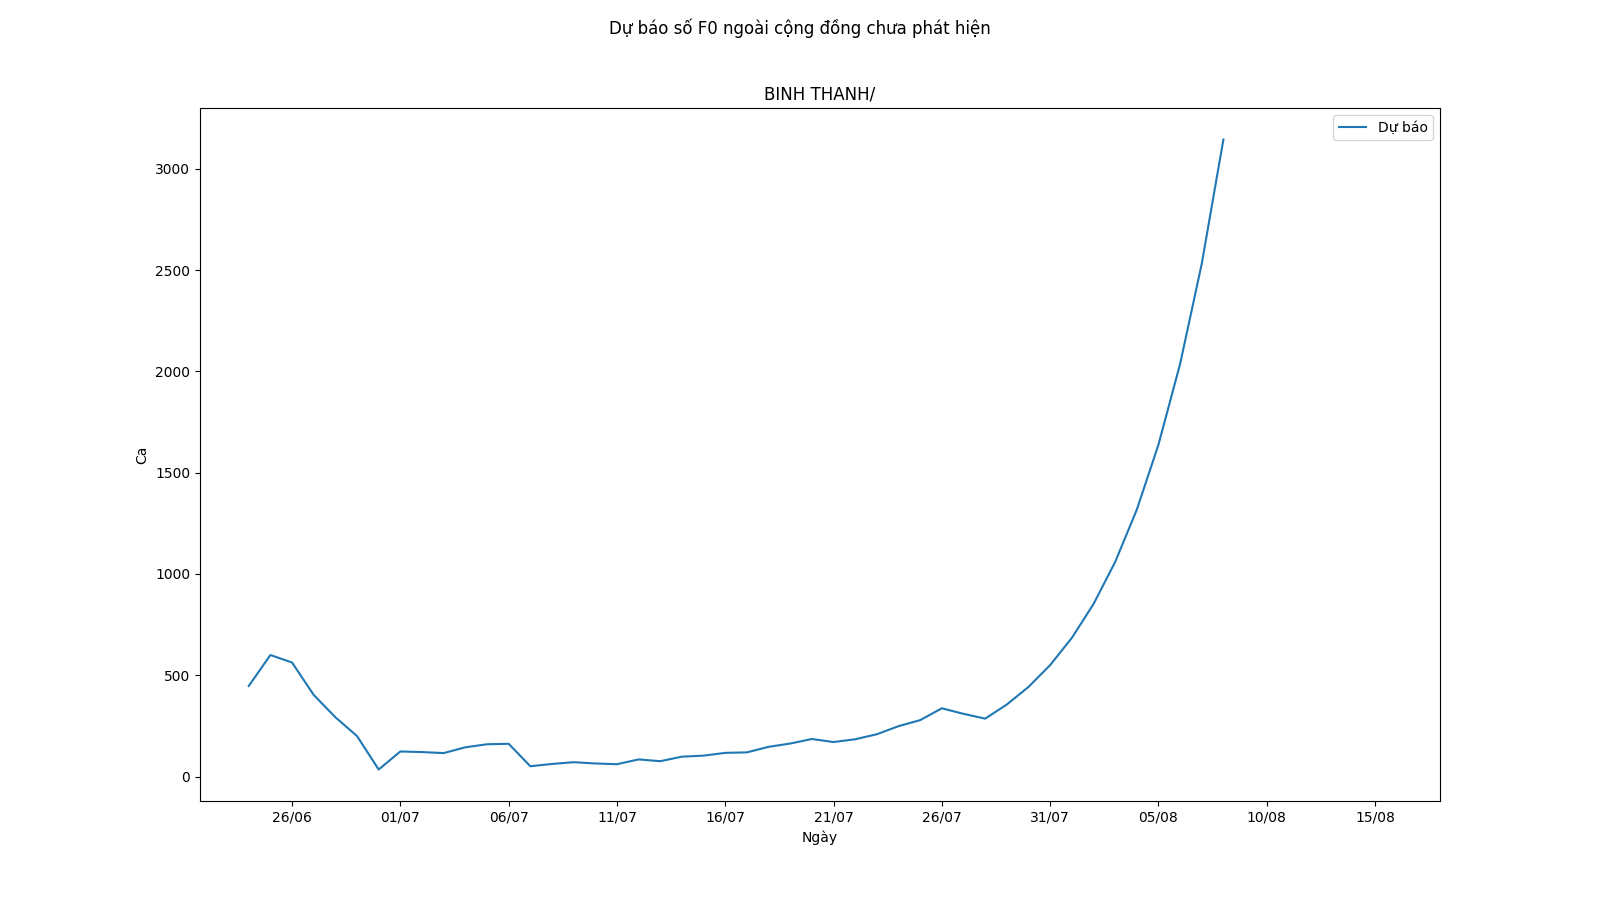 Dự báo số F0 ngoài cộng đồng chưa phát hiện
BINH THANH/
Dự báo
3000
2500
2000
1500
1000
500
0
Ca
26/06 01/07 06/07 11/07 16/07 21/07 26/07 31/07 05/08 10/08 15/08
Ngày